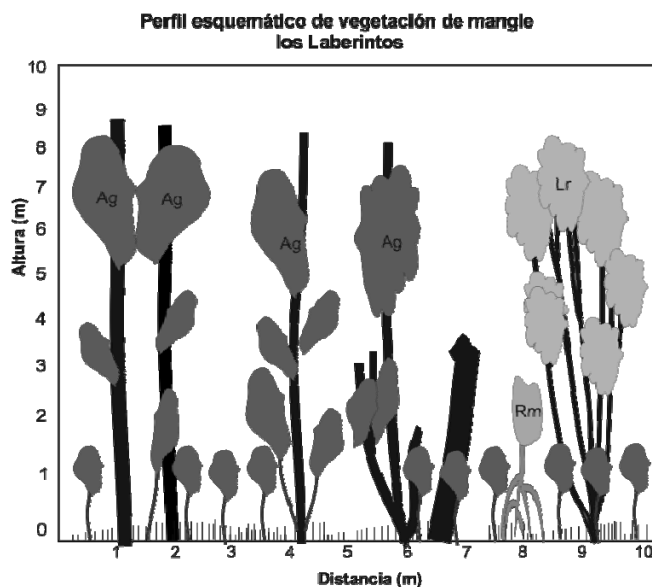 Perfil esquemático de vegetación de mangle
los Laberintos
10
9
8
7
6
5
4
3
2
1
0
Altura (m)
Ag
Ag
Ag
Ag
Lr
Rm
1 2 3 4 5 6 7 8 9 10
Distancia (m)